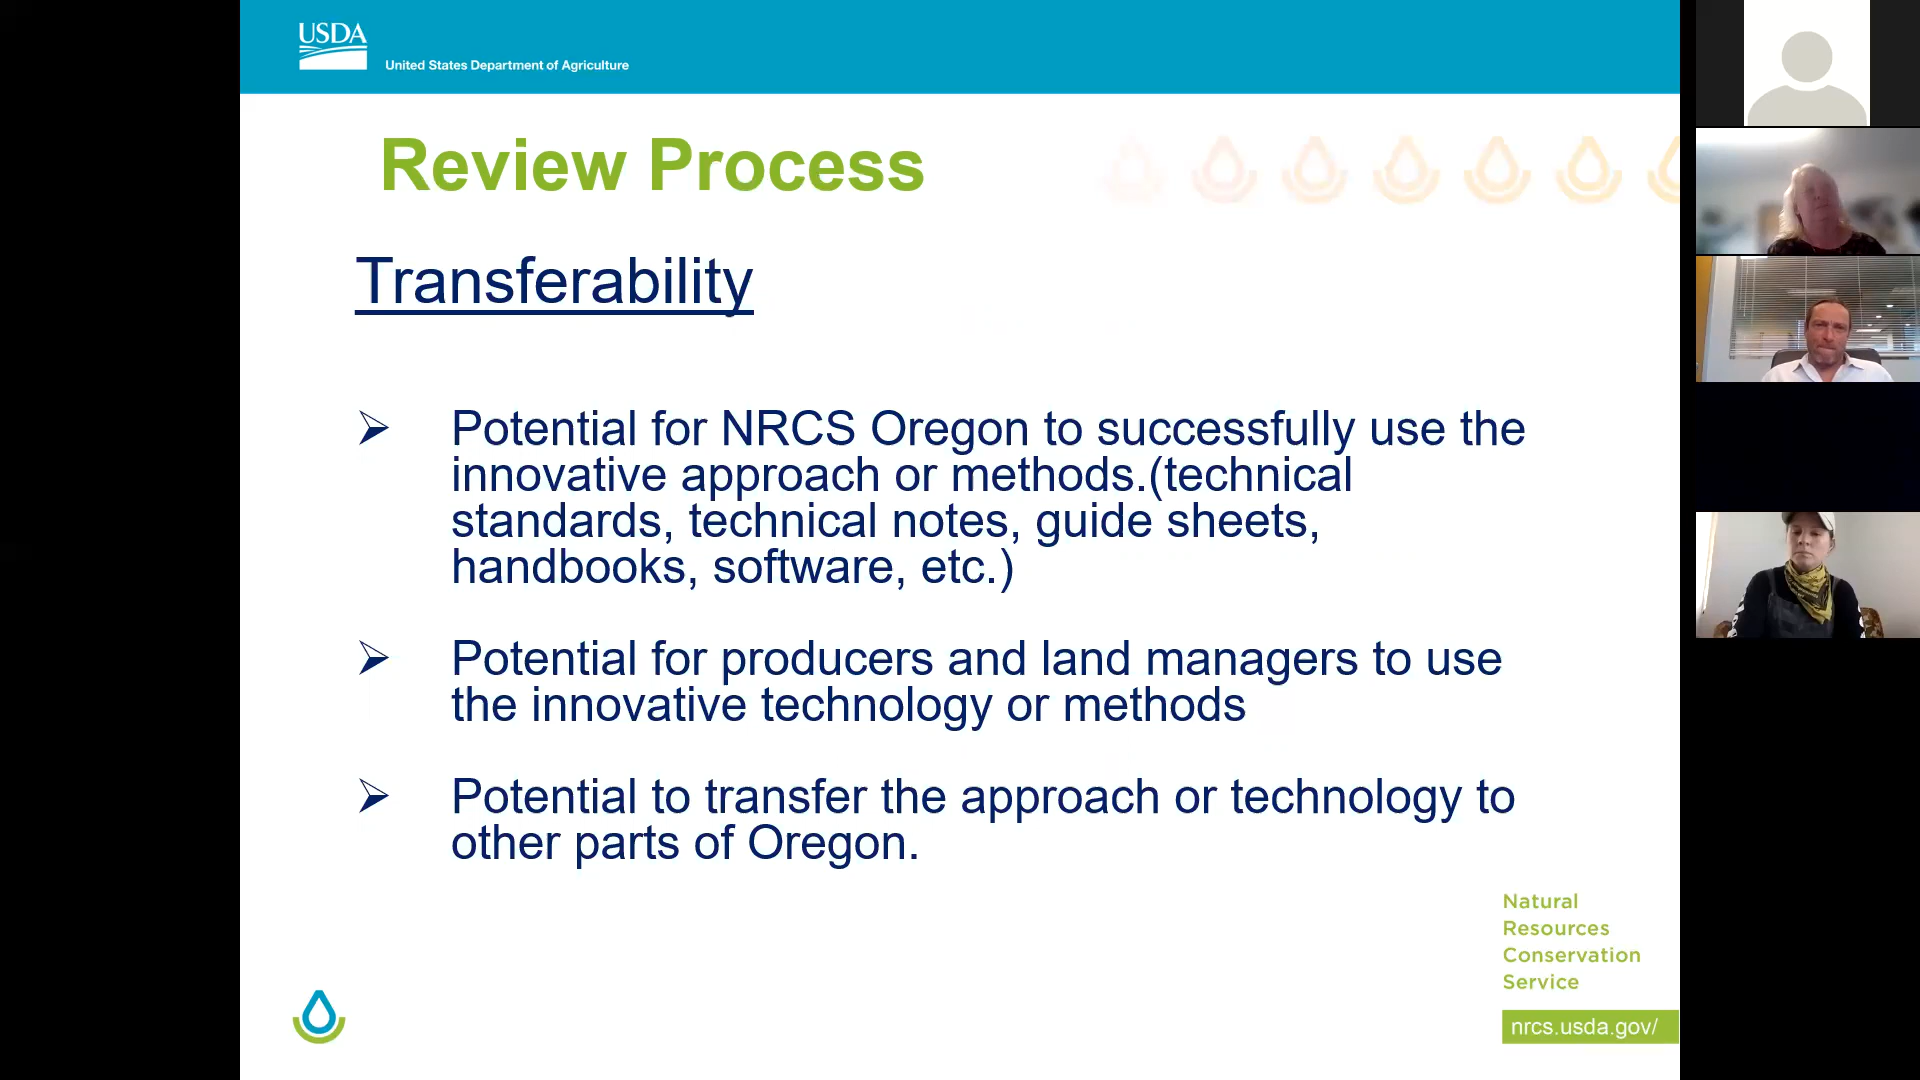 USDA
United States Department of Agriculture
Review Process
Transferability
➢ Potential for NRCS Oregon to successfully use the
innovative approach or methods.(technical
standards, technical notes, guide sheets,
handbooks, software, etc.)
➢ Potential for producers and land managers to use
the innovative technology or methods
➢ Potential to transfer the approach or technology to
other parts of Oregon.
Natural
Resources
Conservation
Service
nrcs.usda.gov/